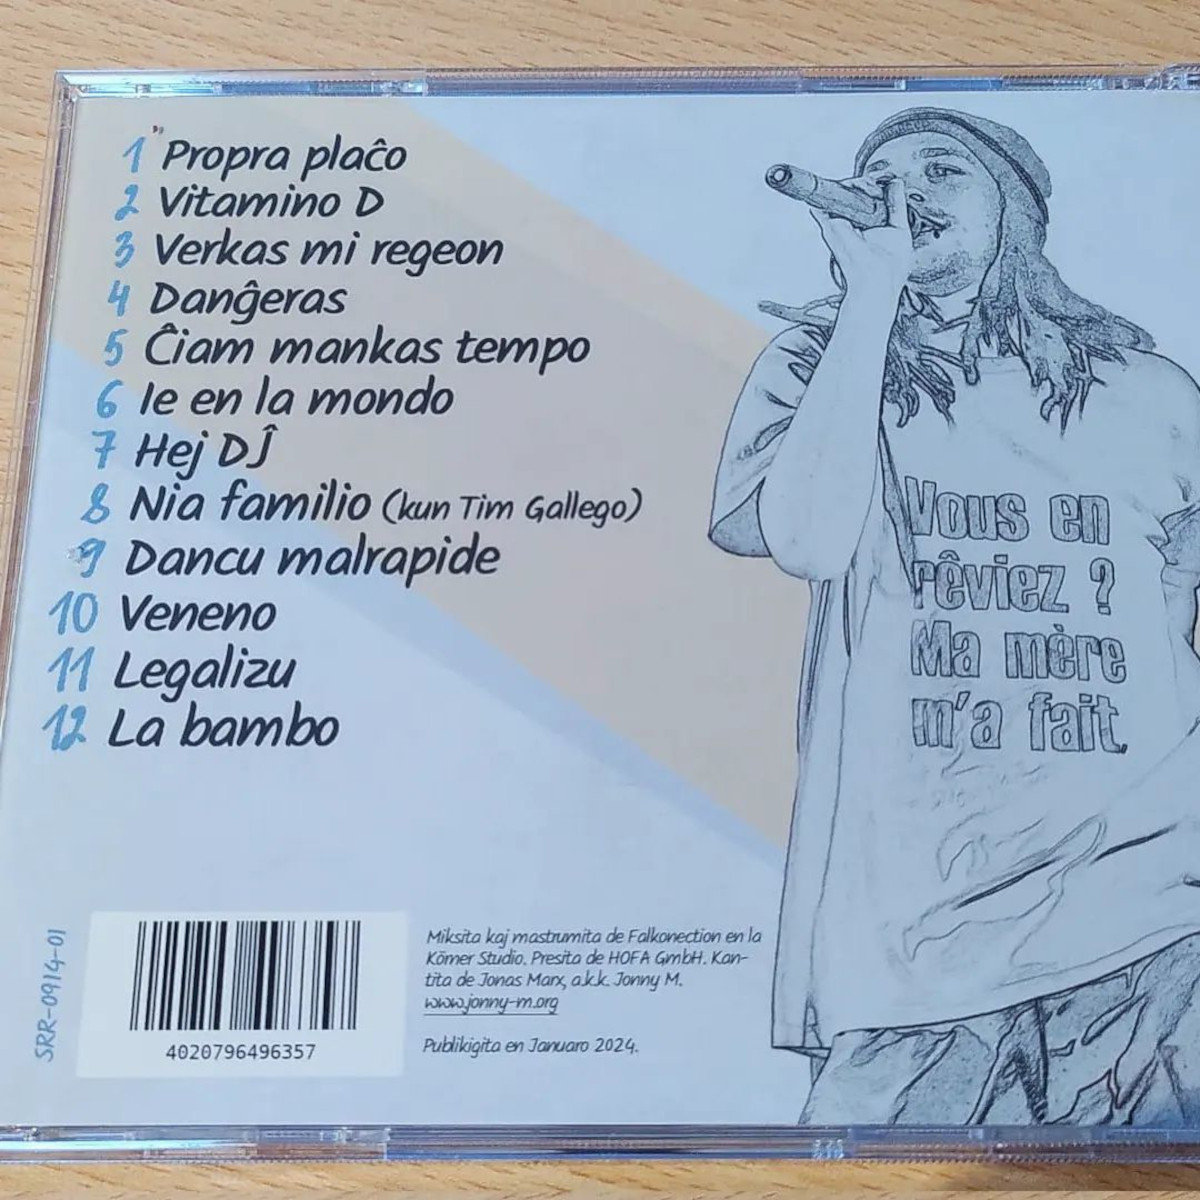 1 Propra plaĉo
2 Vitamino D
3 Verkas mi regeon
4 Danĝeras
5 Ĉiam mankas tempo
6 Ie en la mondo
7 Hej DĴ
8 Nia familio (kun Tim Gallego)
9 Dancu malrapide
10 Veneno
11 Legalizu
12 La bambo
Vous en
rêviez ?
Ma mère
m'a fait.
SRR-0914-01
4020796496357
Miksita kaj mastrumita de Falkonection en la
Kömer Studio. Presita de HOFA GmbH. Kan-
tita de Jonas Marx, a.k.k. Jonny M.
www.jonny-m.org
Publikigita en Januaro 2024.